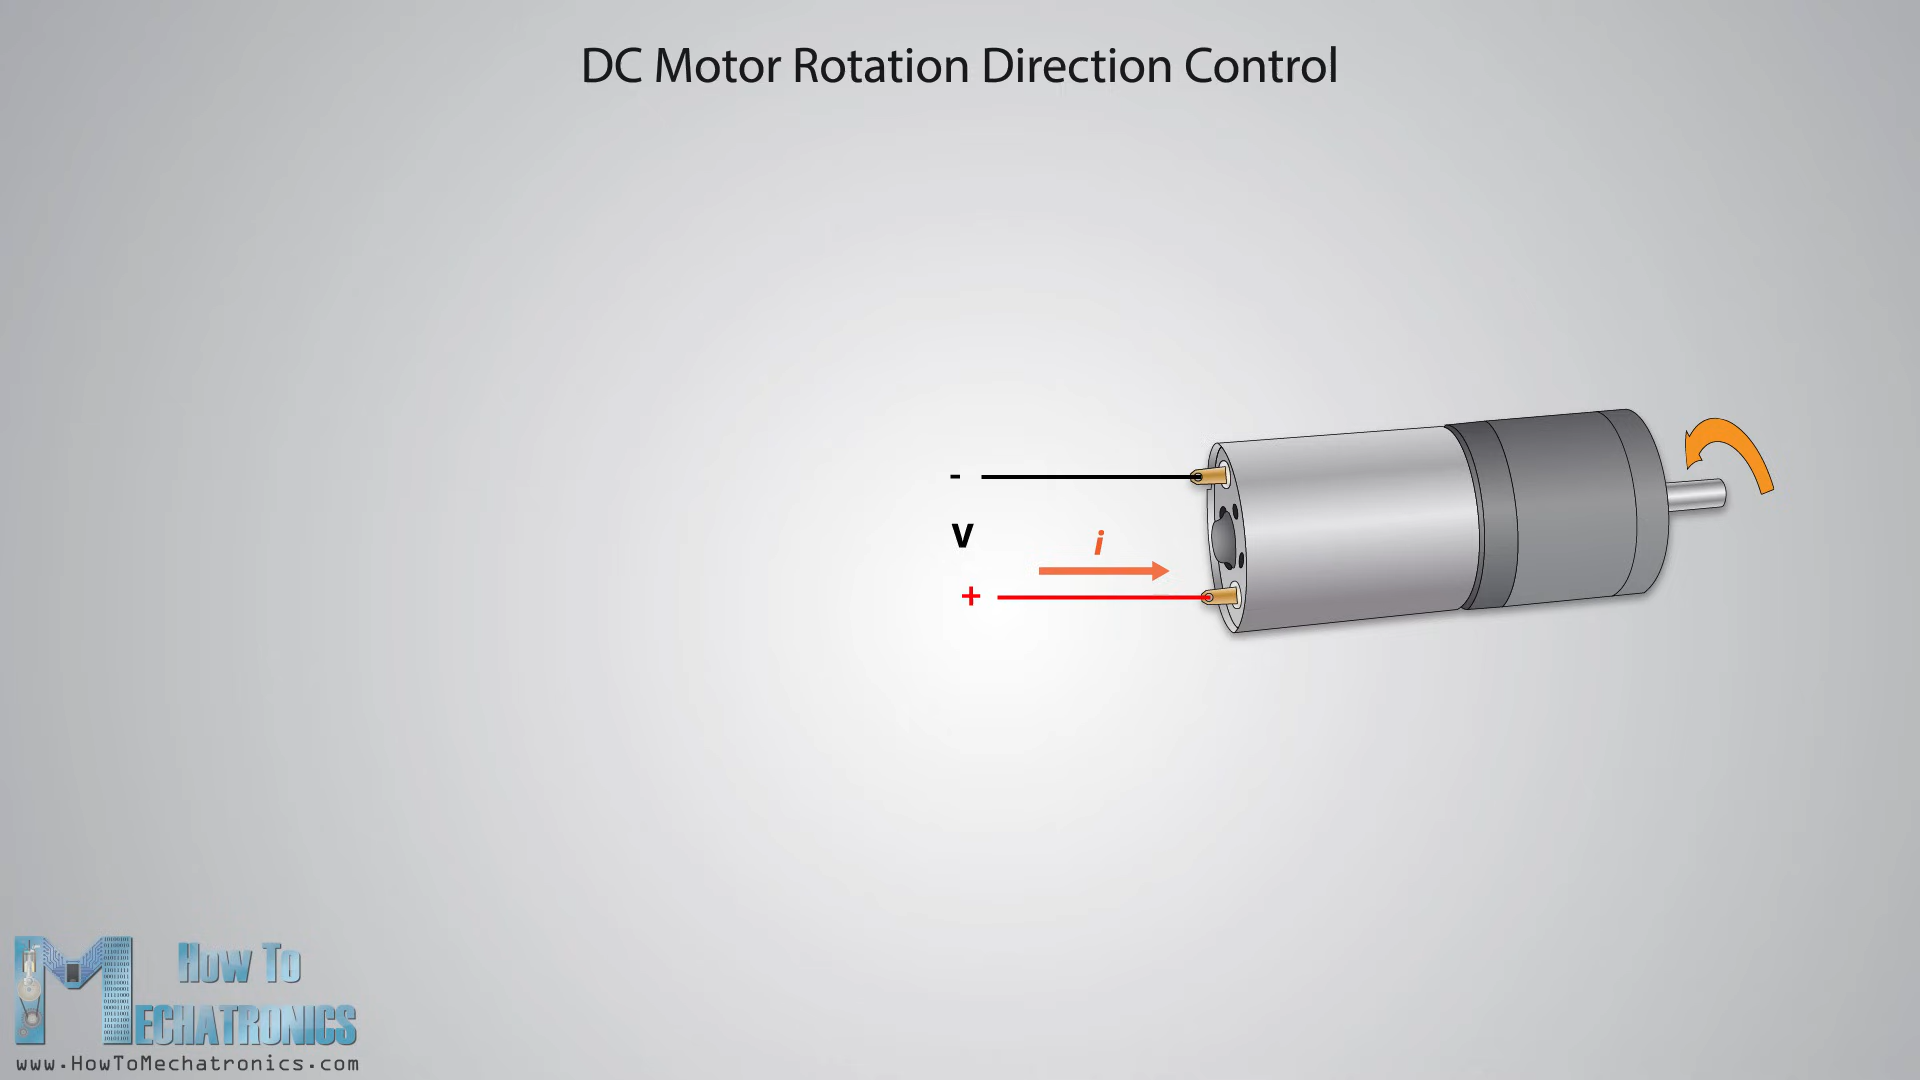 DC Motor Rotation Direction Control
-
V
i
+
How To
MECHATRONICS
www.HowToMechatronics.com